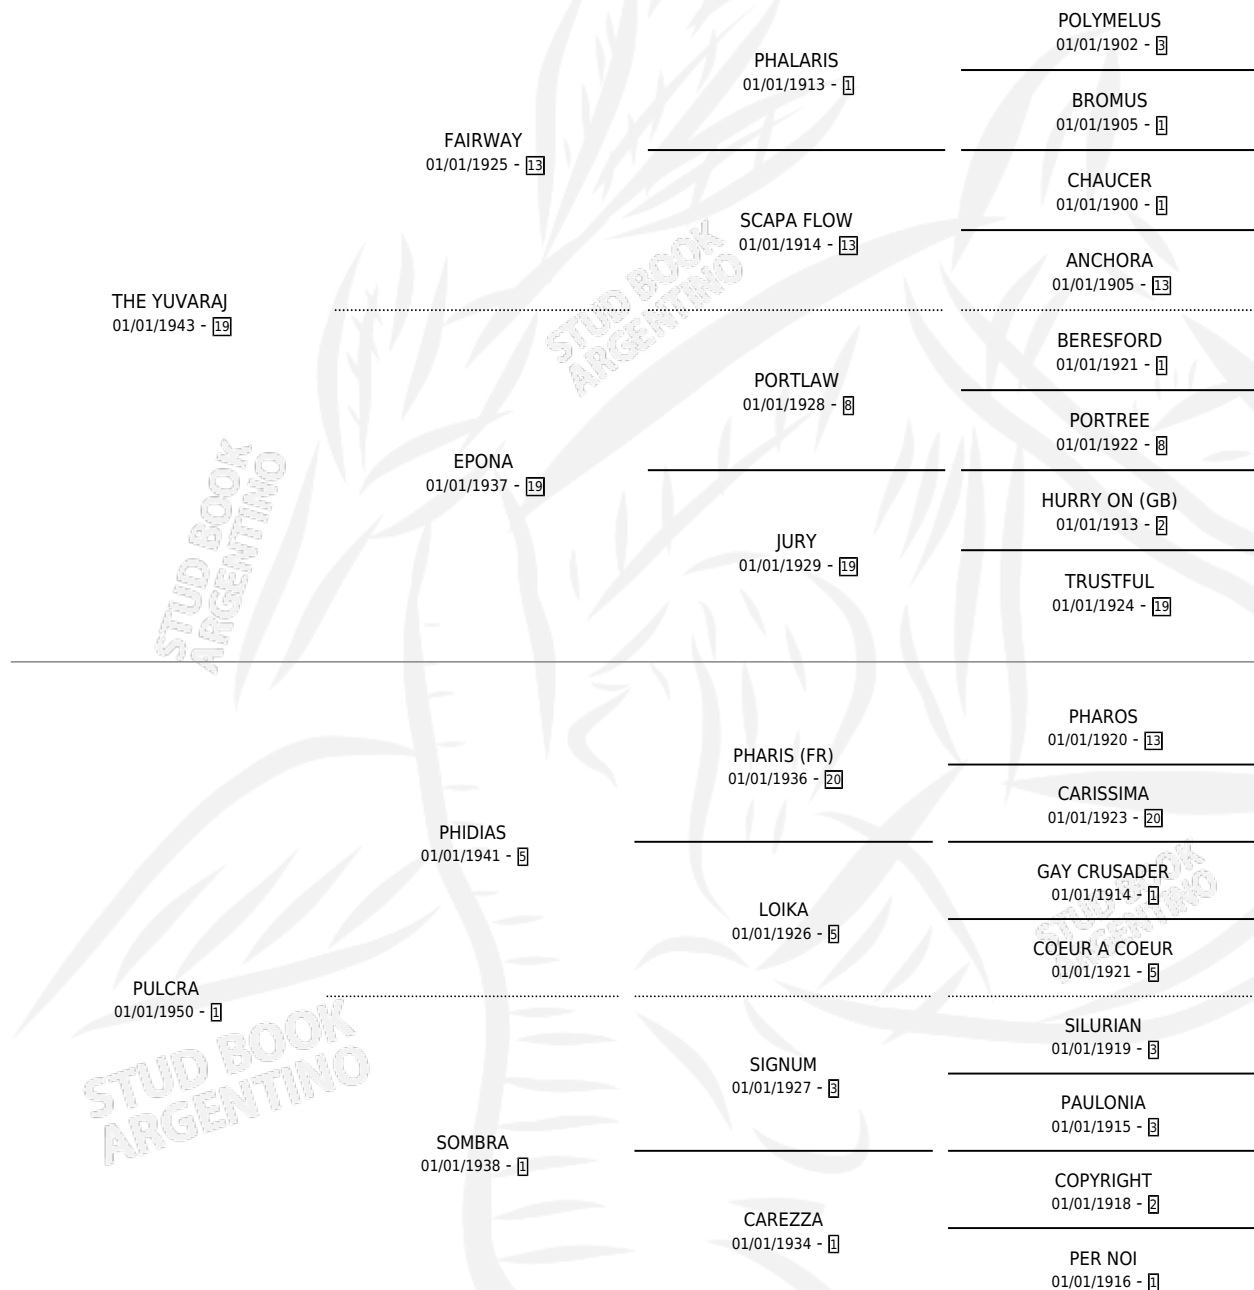 POLYMELUS
01/01/1902 - 3
PHALARIS
01/01/1913 - 1
BROMUS
01/01/1905 - 1
FAIRWAY
01/01/1925 - 13
CHAUCER
01/01/1900 - 1
SCAPA FLOW
01/01/1914 - 13
ANCHORA
01/01/1905 - 13
THE YUVARAJ
01/01/1943 - 19
STUD BOOK
ARGENTINO
BERESFORD
01/01/1921 - 1
PORTLAW
01/01/1928 - 8
PORTREE
01/01/1922 - 8
EPONA
01/01/1937 - 19
HURRY ON (GB)
01/01/1913 - 2
JURY
01/01/1929 - 19
TRUSTFUL
01/01/1924 - 19
STUD BOOK
ARGENTINO
PHAROS
01/01/1920 - 13
PHARIS (FR)
01/01/1936 - 20
CARISSIMA
01/01/1923 - 20
PHIDIAS
01/01/1941 - 5
GAY CRUSADER
01/01/1914 - 1
LOIKA
01/01/1926 - 5
STUD BOOK
ARGENTINO
COEUR A COEUR
01/01/1921 - 5
PULCRA
01/01/1950 - 1
SILURIAN
01/01/1919 - 3
STUD BOOK
ARGENTINO
SIGNUM
01/01/1927 - 3
PAULONIA
01/01/1915 - 3
SOMBRA
01/01/1938 - 1
COPYRIGHT
01/01/1918 - 2
CAREZZA
01/01/1934 - 1
PER NOI
01/01/1916 - 1